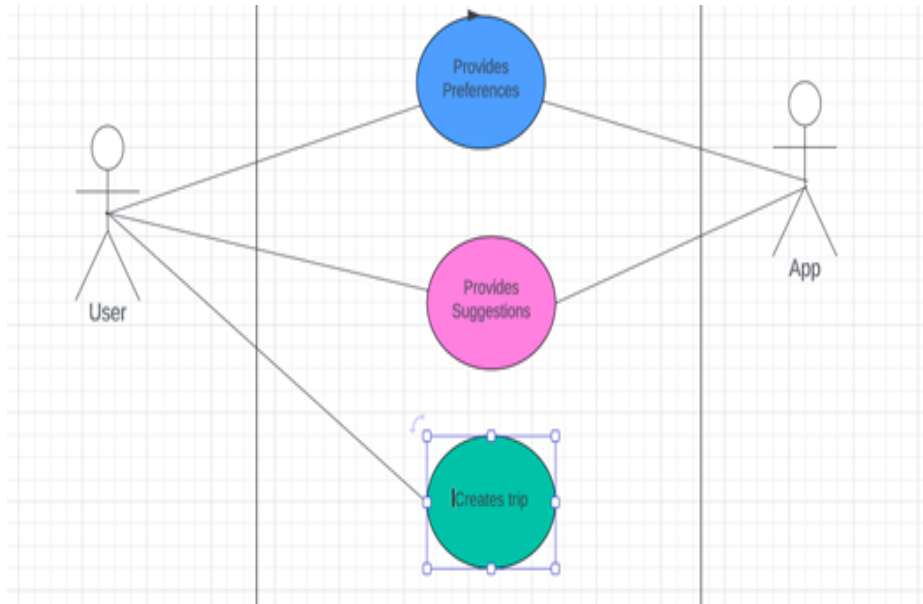 Provides
Preferences
User
App
Provides
Suggestions
Creates trip